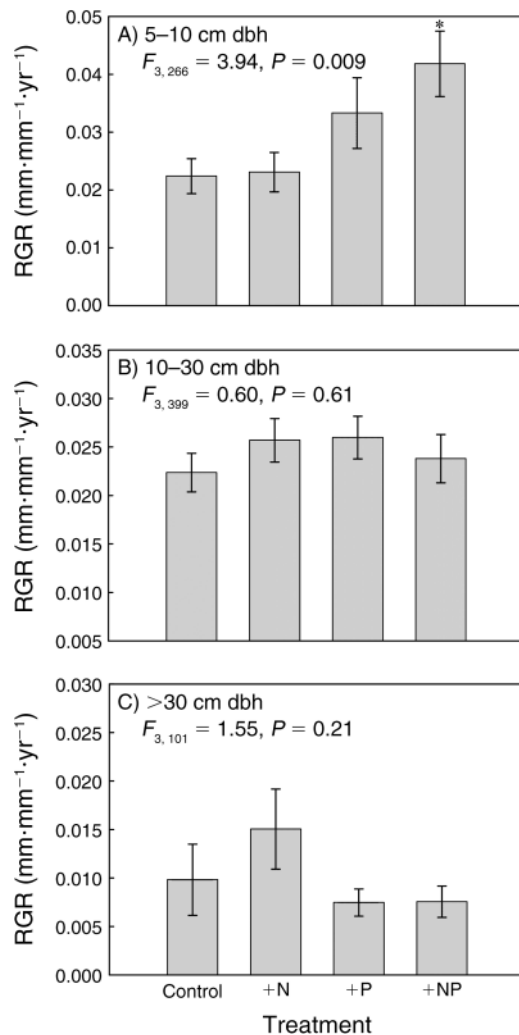 A) 5–10 cm dbh
F3, 266 = 3.94, P = 0.009
*
0.05
0.04
0.03
0.02
0.01
0.00
RGR (mm·mm⁻¹·yr⁻¹)
B) 10–30 cm dbh
F3, 399 = 0.60, P = 0.61
0.035
0.030
0.025
0.020
0.015
0.010
0.005
RGR (mm·mm⁻¹·yr⁻¹)
C) >30 cm dbh
F3, 101 = 1.55, P = 0.21
0.030
0.025
0.020
0.015
0.010
0.005
0.000
RGR (mm·mm⁻¹·yr⁻¹)
Control +N +P +NP
Treatment